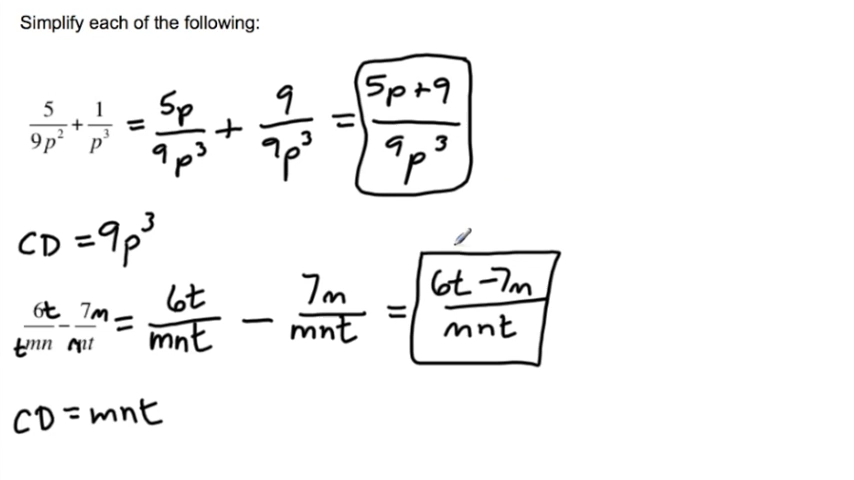 Simplify each of the following:
5/9p² + 1/p³ = 5p/9p³ + 9/9p³ = 5p+9/9p³
CD = 9p³
6t/tmn - 7m/mnt = 6t/mnt - 7m/mnt = 6t-7m/mnt
CD = mnt